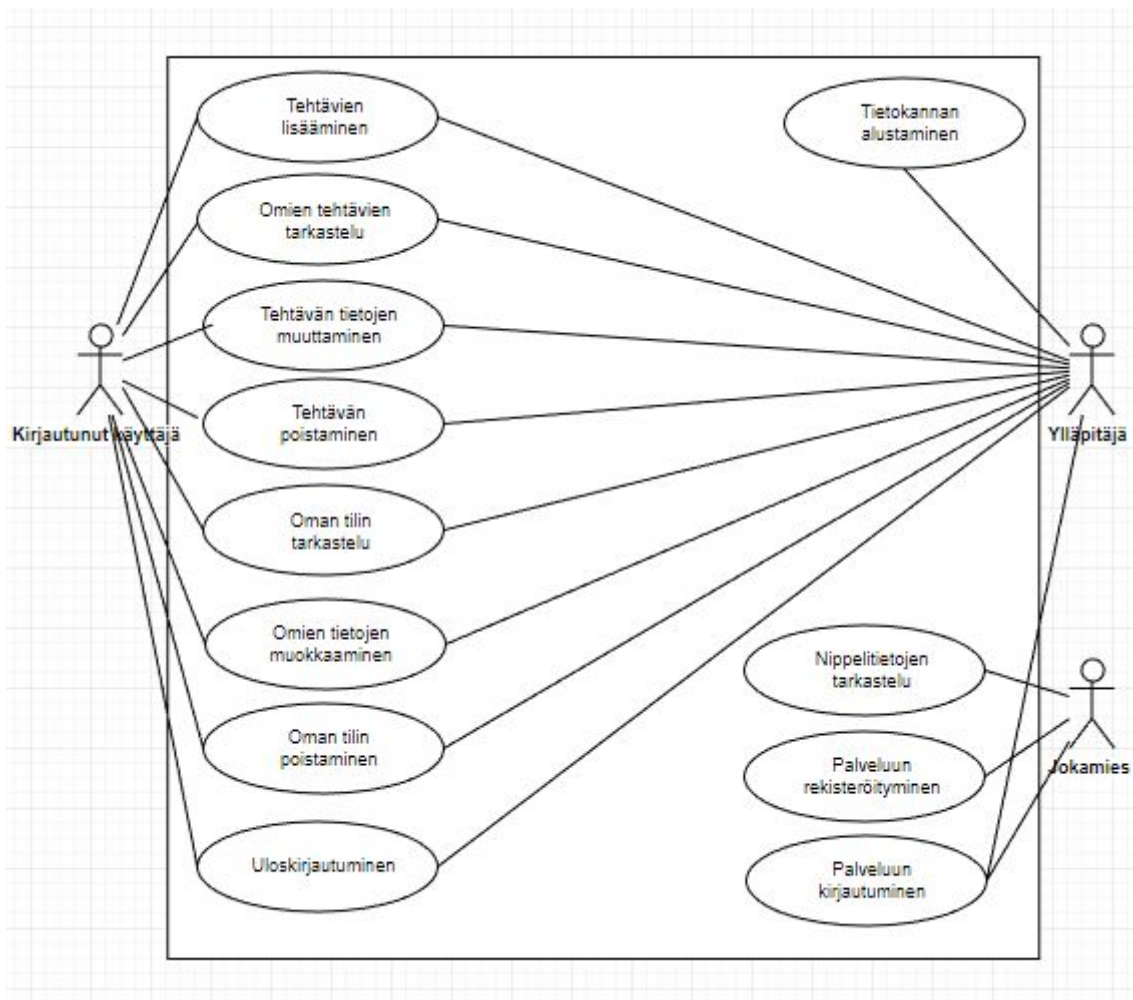 Tehtävien
lisääminen
Tietokannan
alustaminen
Omien tehtävien
tarkastelu
Tehtävän tietojen
muuttaminen
Tehtävän
poistaminen
Kirjautunut käyttäjä
Ylläpitäjä
Oman tilin
tarkastelu
Omien tietojen
muokkaaminen
Nippelitietojen
tarkastelu
Oman tilin
poistaminen
Palveluun
rekisteröityminen
Jokamies
Uloskirjautuminen
Palveluun
kirjautuminen